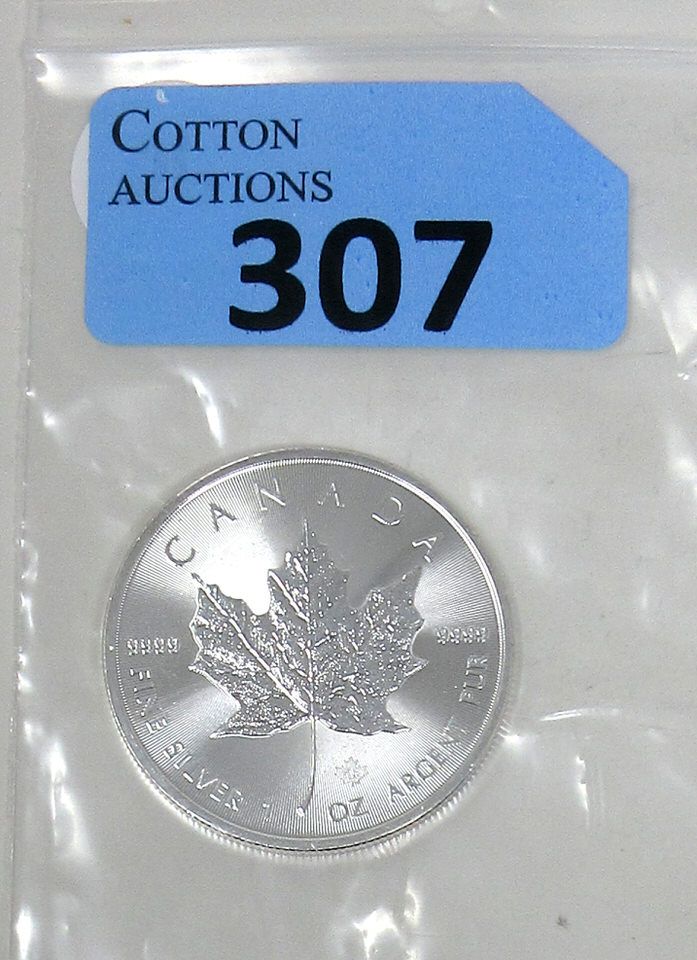 COTTON
AUCTIONS
307
CANADA
9999 9999
FINE SILVER 1 OZ ARGENT PUR